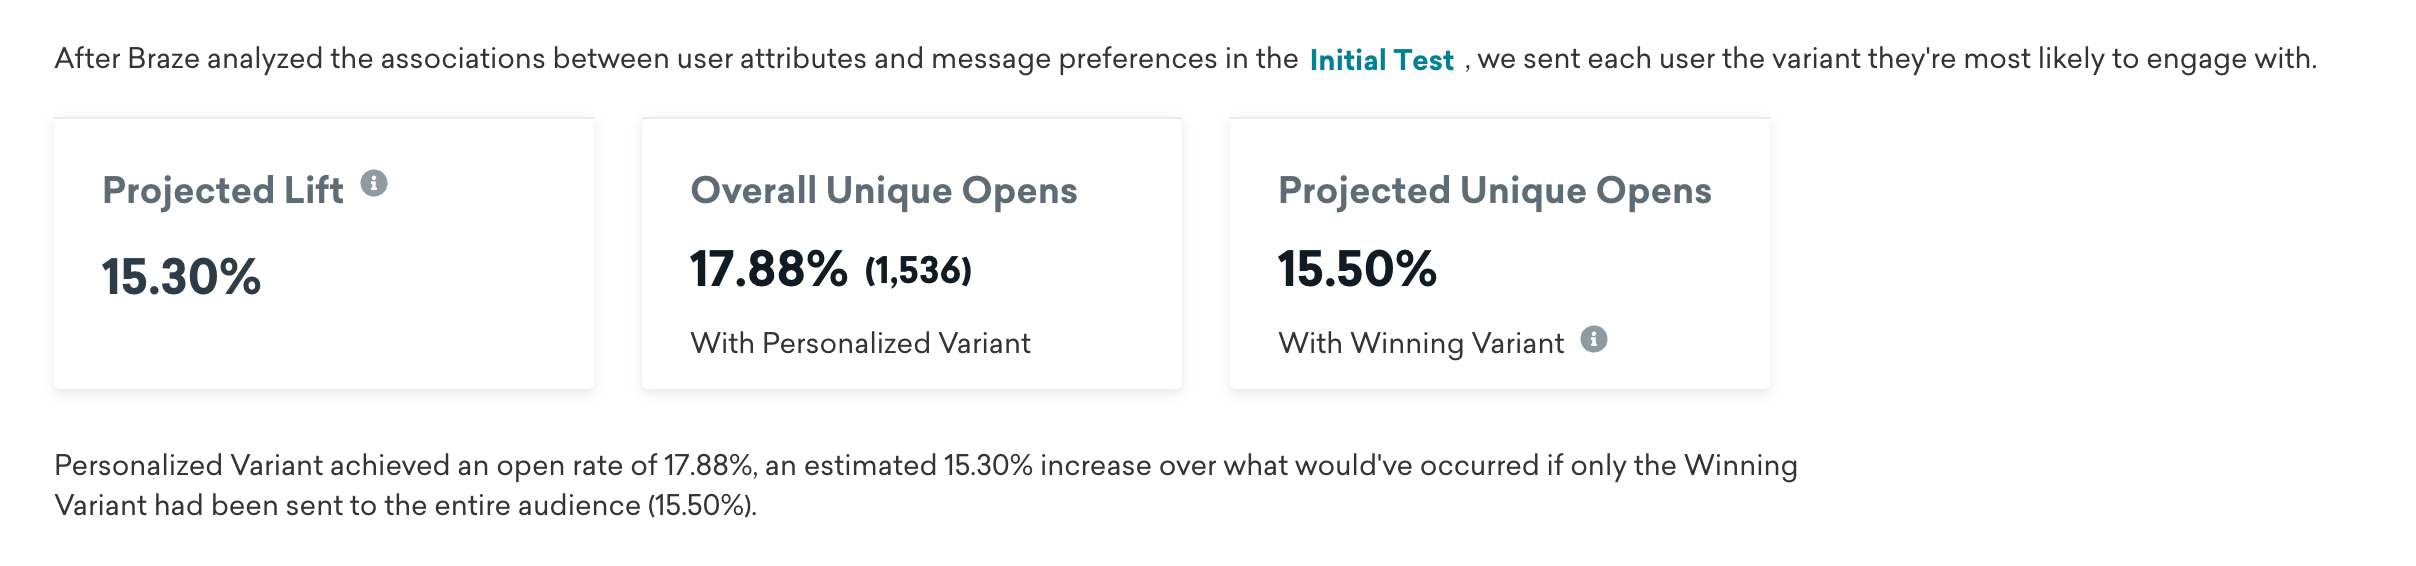 After Braze analyzed the associations between user attributes and message preferences in the Initial Test , we sent each user the variant they're most likely to engage with.
Projected Lift
15.30%
Overall Unique Opens
17.88% (1,536)
With Personalized Variant
Projected Unique Opens
15.50%
With Winning Variant
Personalized Variant achieved an open rate of 17.88%, an estimated 15.30% increase over what would've occurred if only the Winning
Variant had been sent to the entire audience (15.50%).